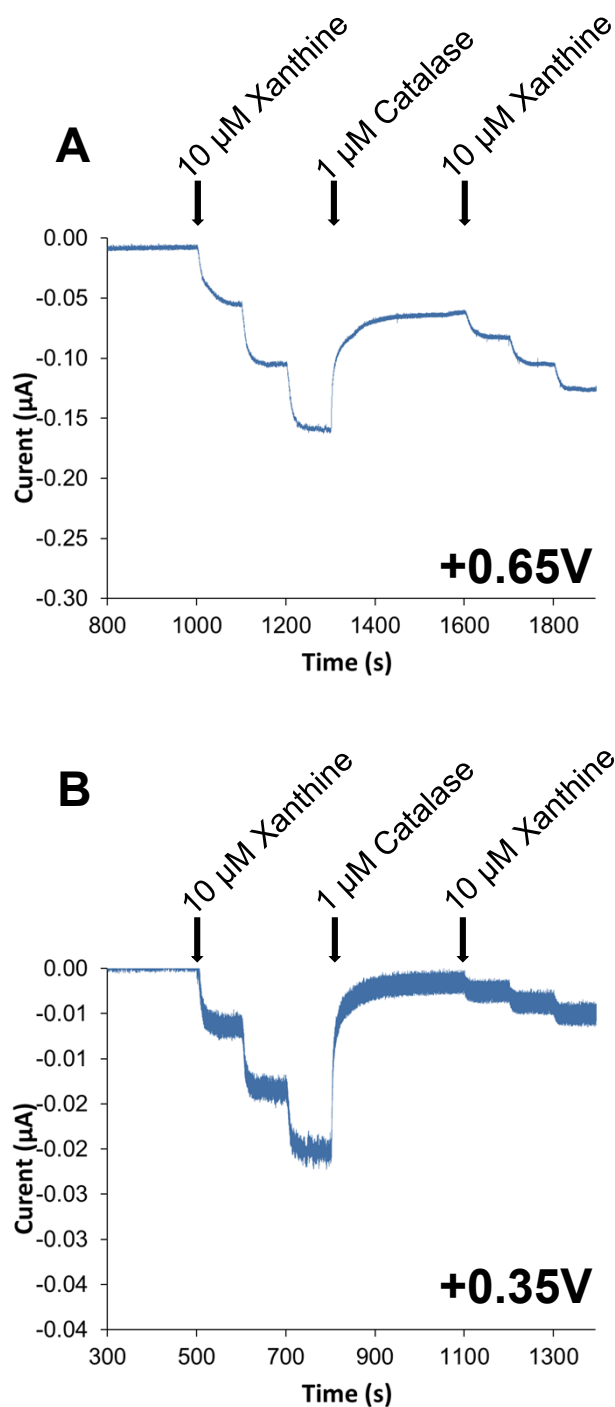 A
10 µM Xanthine
1 µM Catalase
10 µM Xanthine
0.00
-0.05
-0.10
-0.15
-0.20
-0.25
-0.30
Curent (µA)
+0.65V
800 1000 1200 1400 1600 1800
Time (s)
B
10 µM Xanthine
1 µM Catalase
10 µM Xanthine
0.00
-0.01
-0.01
-0.02
-0.02
-0.03
-0.03
-0.04
-0.04
Curent (µA)
+0.35V
300 500 700 900 1100 1300
Time (s)